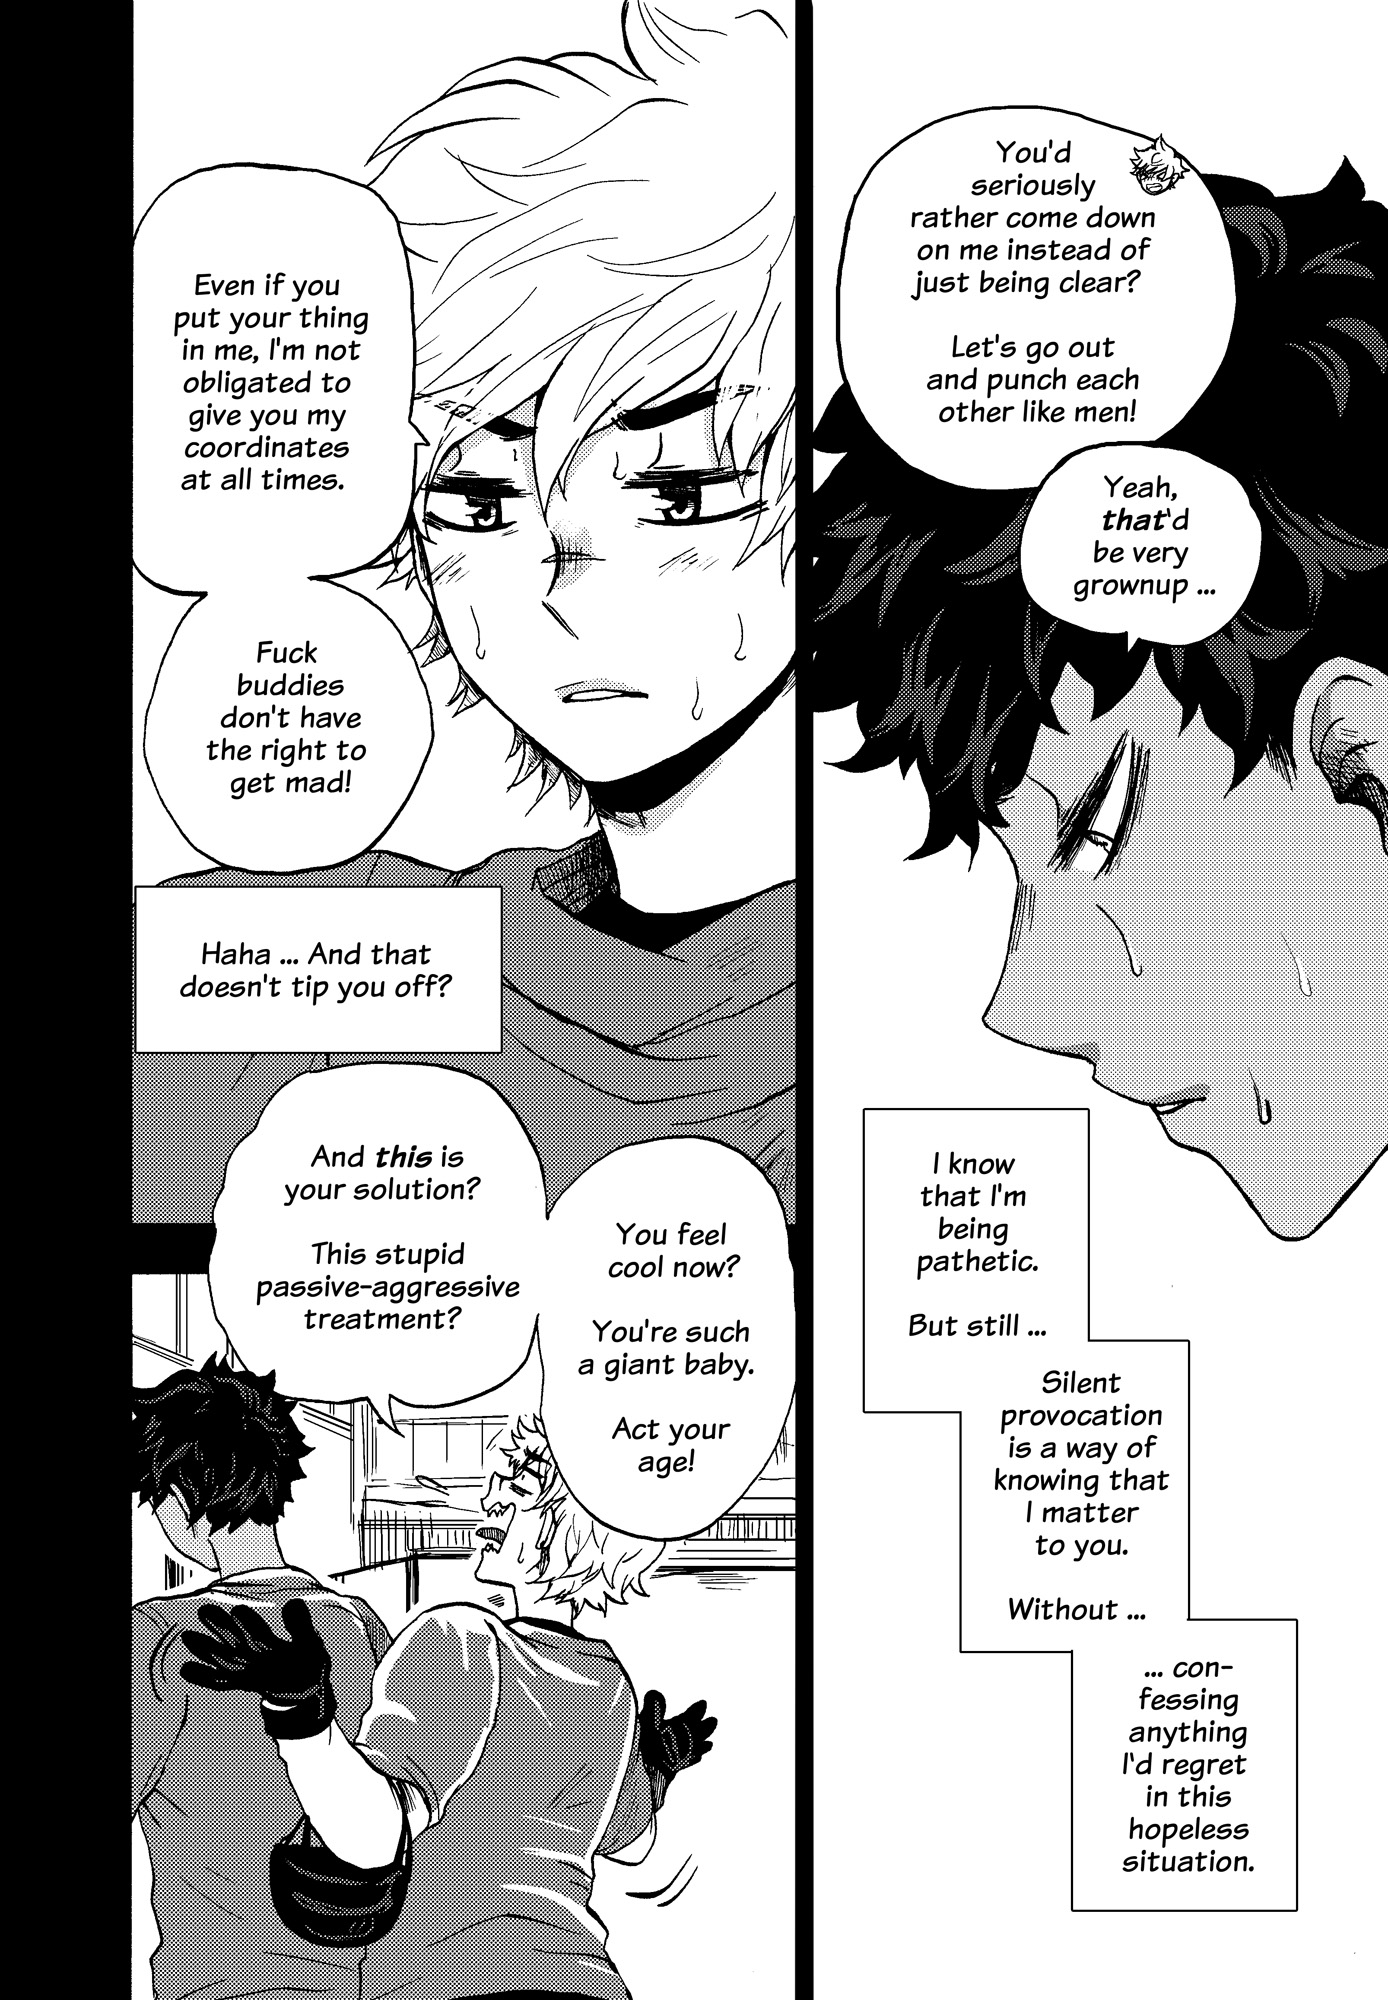 Even if you
put your thing
in me, I'm not
obligated to
give you my
coordinates
at all times.
Fuck
buddies
don't have
the right to
get mad!
Haha ... And that
doesn't tip you off?
And this is
your solution?
This stupid
passive-aggressive
treatment?
You feel
cool now?
You're such
a giant baby.
Act your
age!
You'd
seriously
rather come down
on me instead of
just being clear?
Let's go out
and punch each
other like men!
Yeah,
that'd
be very
grownup ...
I know
that I'm
being
pathetic.
But still ...
Silent
provocation
is a way of
knowing that
I matter
to you.
Without ...
... con-
fessing
anything
I'd regret
in this
hopeless
situation.